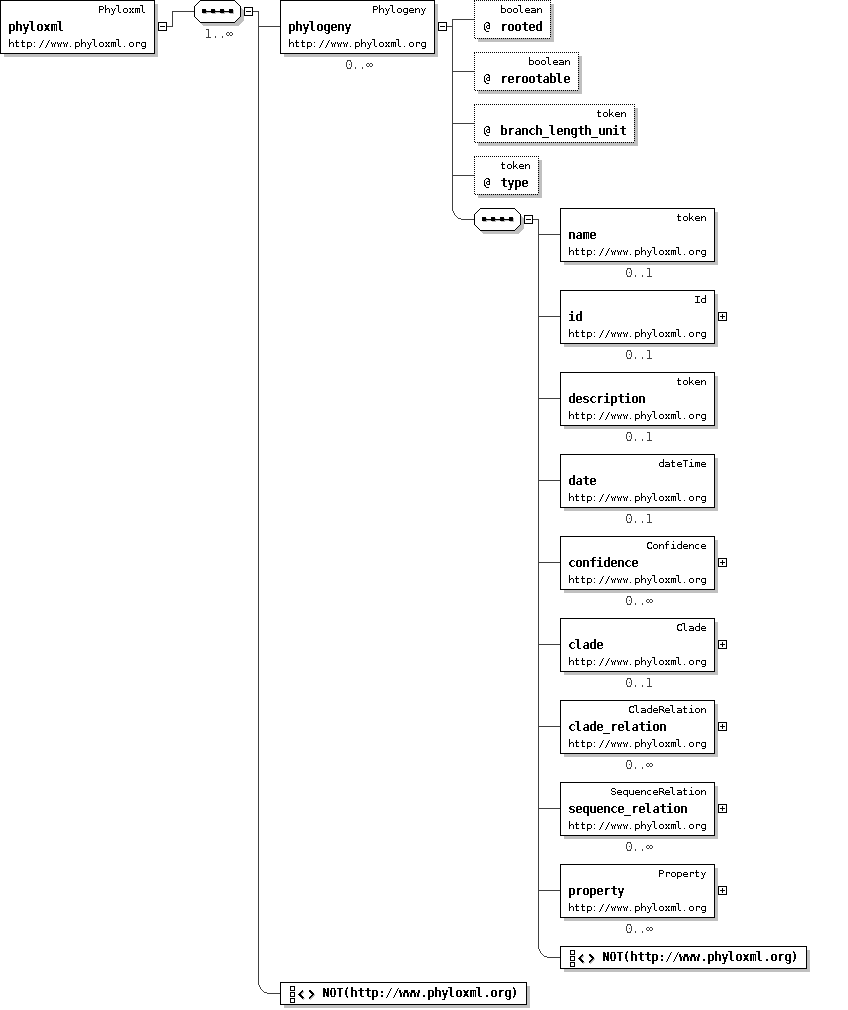 Phyloxml
phyloxml
http://www.phyloxml.org
1..∞
Phylogeny
phylogeny
http://www.phyloxml.org
0..∞
boolean
@ rooted
boolean
@ rerootable
token
@ branch_length_unit
token
@ type
token
name
http://www.phyloxml.org
0..1
Id
id
http://www.phyloxml.org
0..1
token
description
http://www.phyloxml.org
0..1
dateTime
date
http://www.phyloxml.org
0..1
Confidence
confidence
http://www.phyloxml.org
0..∞
Clade
clade
http://www.phyloxml.org
0..1
CladeRelation
clade_relation
http://www.phyloxml.org
0..∞
SequenceRelation
sequence_relation
http://www.phyloxml.org
0..∞
Property
property
http://www.phyloxml.org
0..∞
NOT(http://www.phyloxml.org)
NOT(http://www.phyloxml.org)